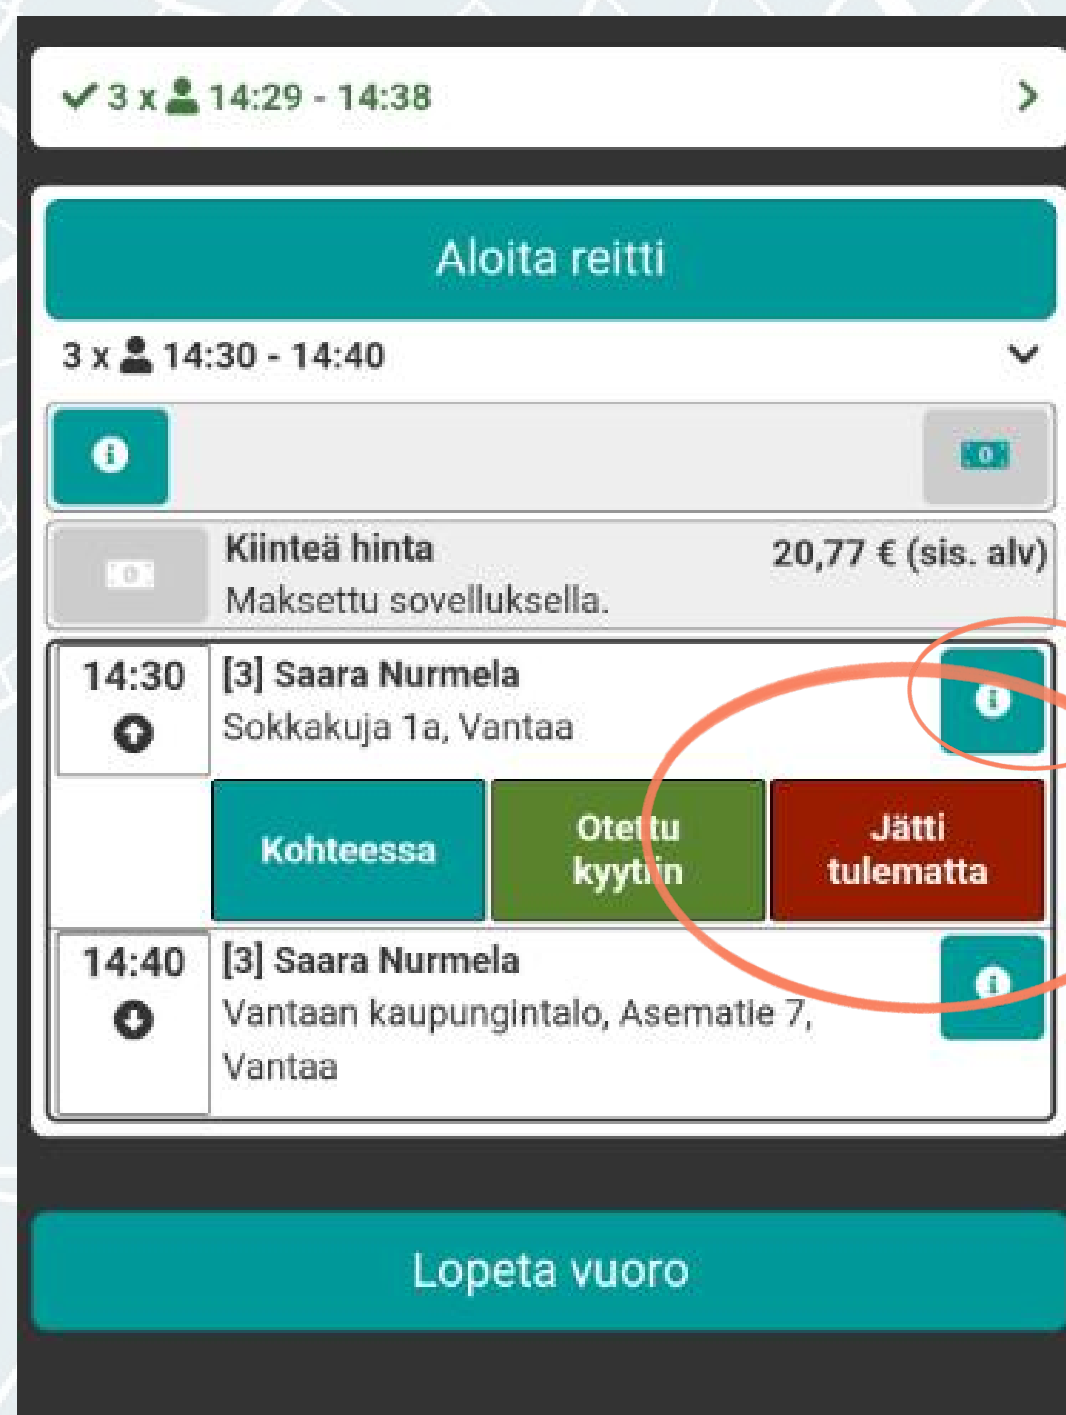 3 x 14:29 - 14:38
Aloita reitti
3 x 14:30 - 14:40
Kiinteä hinta 20,77 € (sis. alv)
Maksettu sovelluksella.
14:30 [3] Saara Nurmela
Sokkakuja 1a, Vantaa
Kohteessa
Otettu
kyytiin
Jätti
tulematta
14:40 [3] Saara Nurmela
Vantaan kaupungintalo, Asematie 7,
Vantaa
Lopeta vuoro